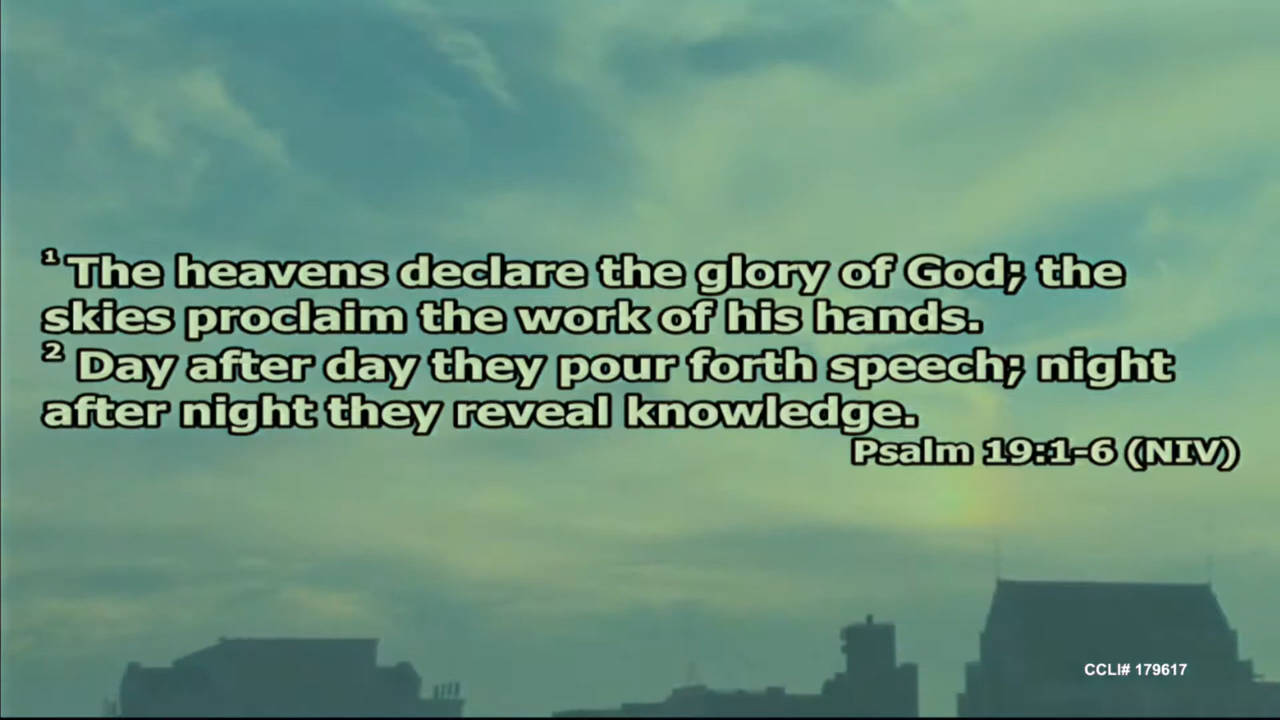 ¹ The heavens declare the glory of God; the
skies proclaim the work of his hands.
² Day after day they pour forth speech; night
after night they reveal knowledge.
Psalm 19:1-6 (NIV)
CCLI# 179617